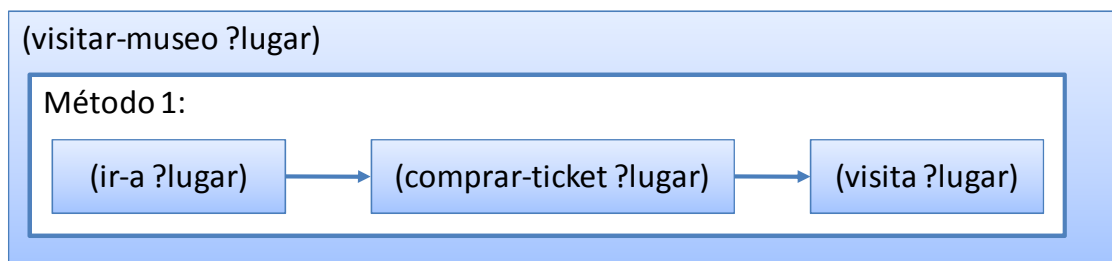 (visitar-museo ?lugar)
Método 1:
(ir-a ?lugar)
(comprar-ticket ?lugar)
(visita ?lugar)